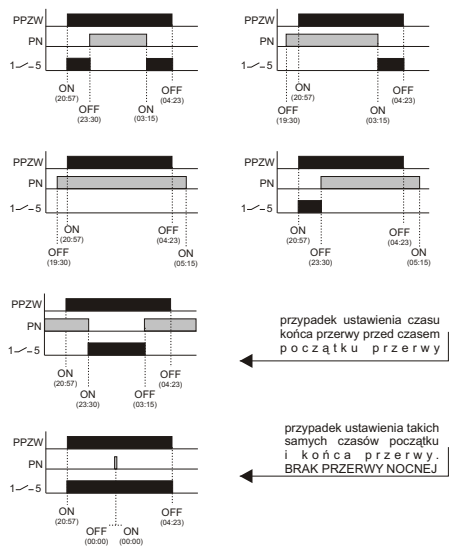 PPZW
PN
1 5
ON
(20:57)
OFF
(23:30)
ON
(03:15)
OFF
(04:23)
PPZW
PN
1 5
OFF
(19:30)
ON
(20:57)
ON
(03:15)
OFF
(04:23)
PPZW
PN
1 5
OFF
(19:30)
ON
(20:57)
OFF
(04:23)
ON
(05:15)
PPZW
PN
1 5
ON
(20:57)
OFF
(23:30)
OFF
(04:23)
ON
(05:15)
PPZW
PN
1 5
ON
(20:57)
ON
(23:30)
OFF
(03:15)
OFF
(04:23)
przypadek ustawienia czasu
końca przerwy przed czasem
początku przerwy
PPZW
PN
1 5
ON
(20:57)
OFF
(00:00)
ON
(00:00)
OFF
(04:23)
przypadek ustawienia takich
samych czasów początku
i końca przerwy.
BRAK PRZERWY NOCNEJ